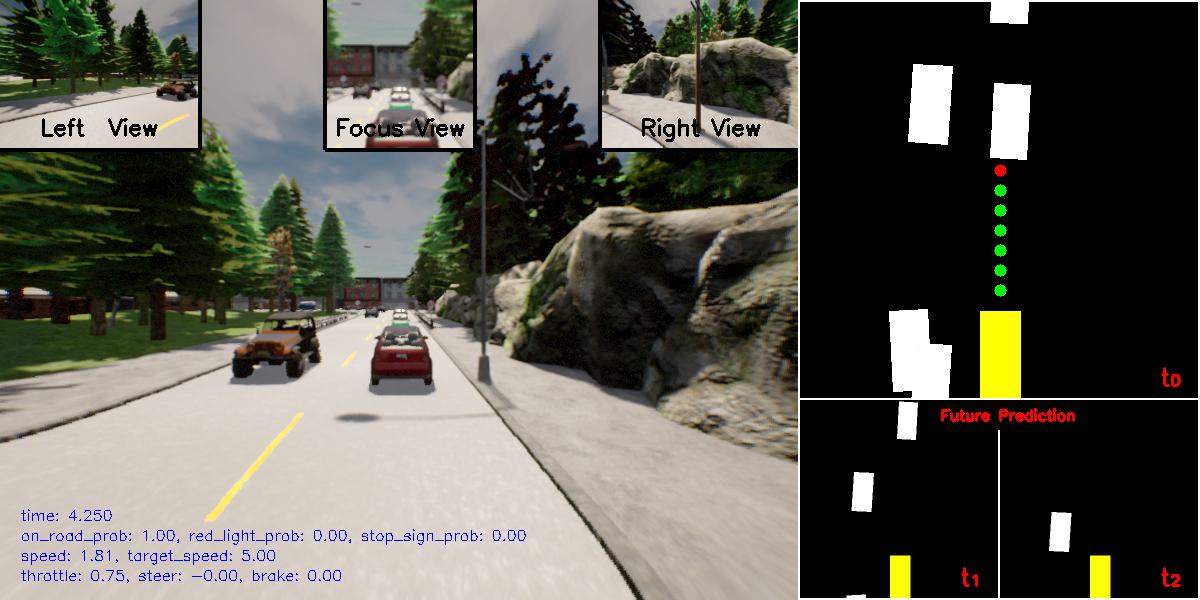 Left View
Focus View
Right View
t0
Future Prediction
t1
t2
time: 4.250
on_road_prob: 1.00, red_light_prob: 0.00, stop_sign_prob: 0.00
speed: 1.81, target_speed: 5.00
throttle: 0.75, steer: -0.00, brake: 0.00